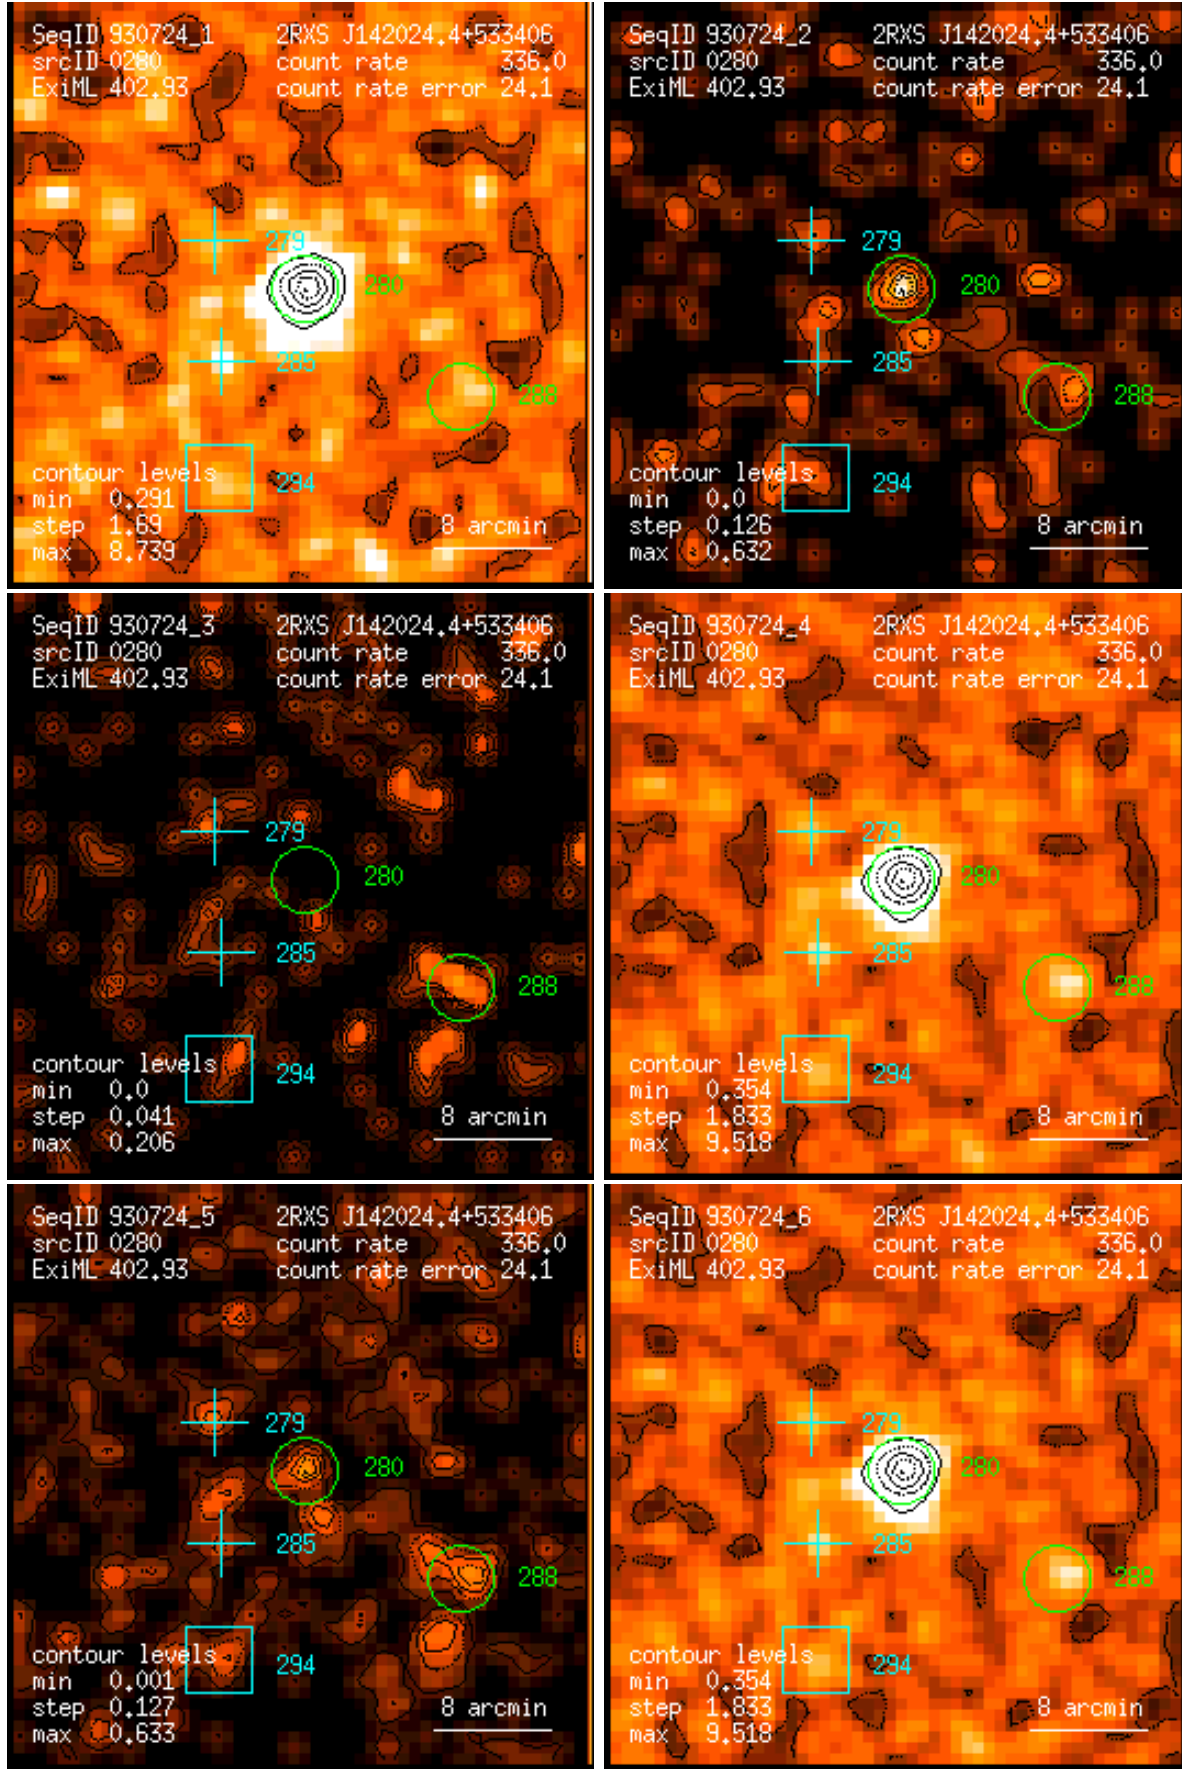 SeqID 930724_1 2RXS J142024.4+533406
srcID 0280 count rate 336.0
ExiML 402.93 count rate error 24.1
279
280
285
288
contour levels
294
min 0.291
step 1.69 8 arcmin
max 8.739
SeqID 930724_2 2RXS J142024.4+533406
srcID 0280 count rate 336.0
ExiML 402.93 count rate error 24.1
279
280
285
288
contour levels
294
min 0.0
step 0.126 8 arcmin
max 0.632
SeqID 930724_3 2RXS J142024.4+533406
srcID 0280 count rate 336.0
ExiML 402.93 count rate error 24.1
279
280
285
288
contour levels
294
min 0.0
step 0.041 8 arcmin
max 0.206
SeqID 930724_4 2RXS J142024.4+533406
srcID 0280 count rate 336.0
ExiML 402.93 count rate error 24.1
279
280
285
288
contour levels
294
min 0.354
step 1.833 8 arcmin
max 9.518
SeqID 930724_5 2RXS J142024.4+533406
srcID 0280 count rate 336.0
ExiML 402.93 count rate error 24.1
279
280
285
288
contour levels
294
min 0.001
step 0.127 8 arcmin
max 0.633
SeqID 930724_6 2RXS J142024.4+533406
srcID 0280 count rate 336.0
ExiML 402.93 count rate error 24.1
279
280
285
288
contour levels
294
min 0.354
step 1.833 8 arcmin
max 9.518